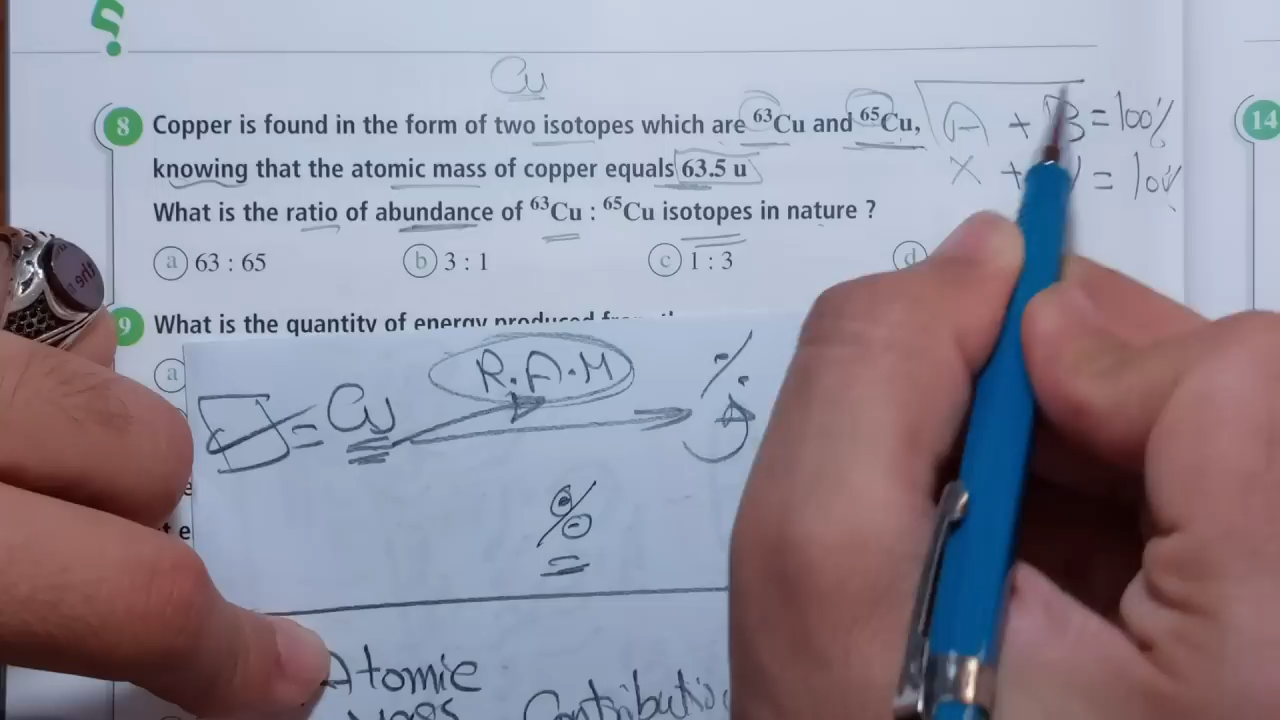 Cu
8 Copper is found in the form of two isotopes which are ⁶³Cu and ⁶⁵Cu,
A + B = 100%
knowing that the atomic mass of copper equals 63.5 u
X + = 100%
What is the ratio of abundance of ⁶³Cu : ⁶⁵Cu isotopes in nature ?
a 63 : 65 b 3 : 1 c 1 : 3 d
14
9 What is the quantity of energy produced
a
R.A.M
= Cu
%
%
Atomic
Mass